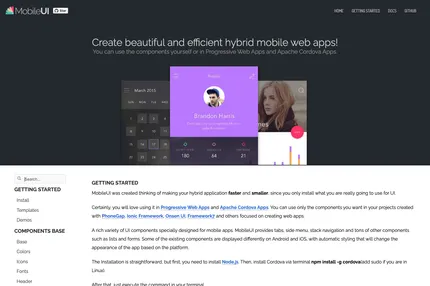 MobileUI
Star
HOME
GETTING STARTED
DOCS
GITHUB
Create beautiful and efficient hybrid mobile web apps!
You can use the components yourself or in Progressive Web Apps and Apache Cordova Apps.
March 2016
Profile
Brandon Harris
180
64
21
Search...
GETTING STARTED
Install
Templates
Demos
COMPONENTS BASE
Base
Colors
Icons
Fonts
Header
GETTING STARTED
MobileUI was created thinking of making your hybrid application faster and smaller, since you only install what you are really going to use for UI.
Certainly, you will love using it in Progressive Web Apps and Apache Cordova Apps. You can use only the components you want in your projects created
with PhoneGap, Ionic Framework, Onsen UI, Framework7 and others focused on creating web apps.
A rich variety of UI components specially designed for mobile apps. MobileUI provides tabs, side menu, stack navigation and tons of other components
such as lists and forms. Some of the existing components are displayed differently on Android and iOS, with automatic styling that will change the
appearance of the app based on the platform.
The Installation is straightforward, but first, you need to install Node.js. Then, install Cordova via terminal npm install -g cordova(add sudo if you are in
Linux).
After that, just execute the command in your terminal.